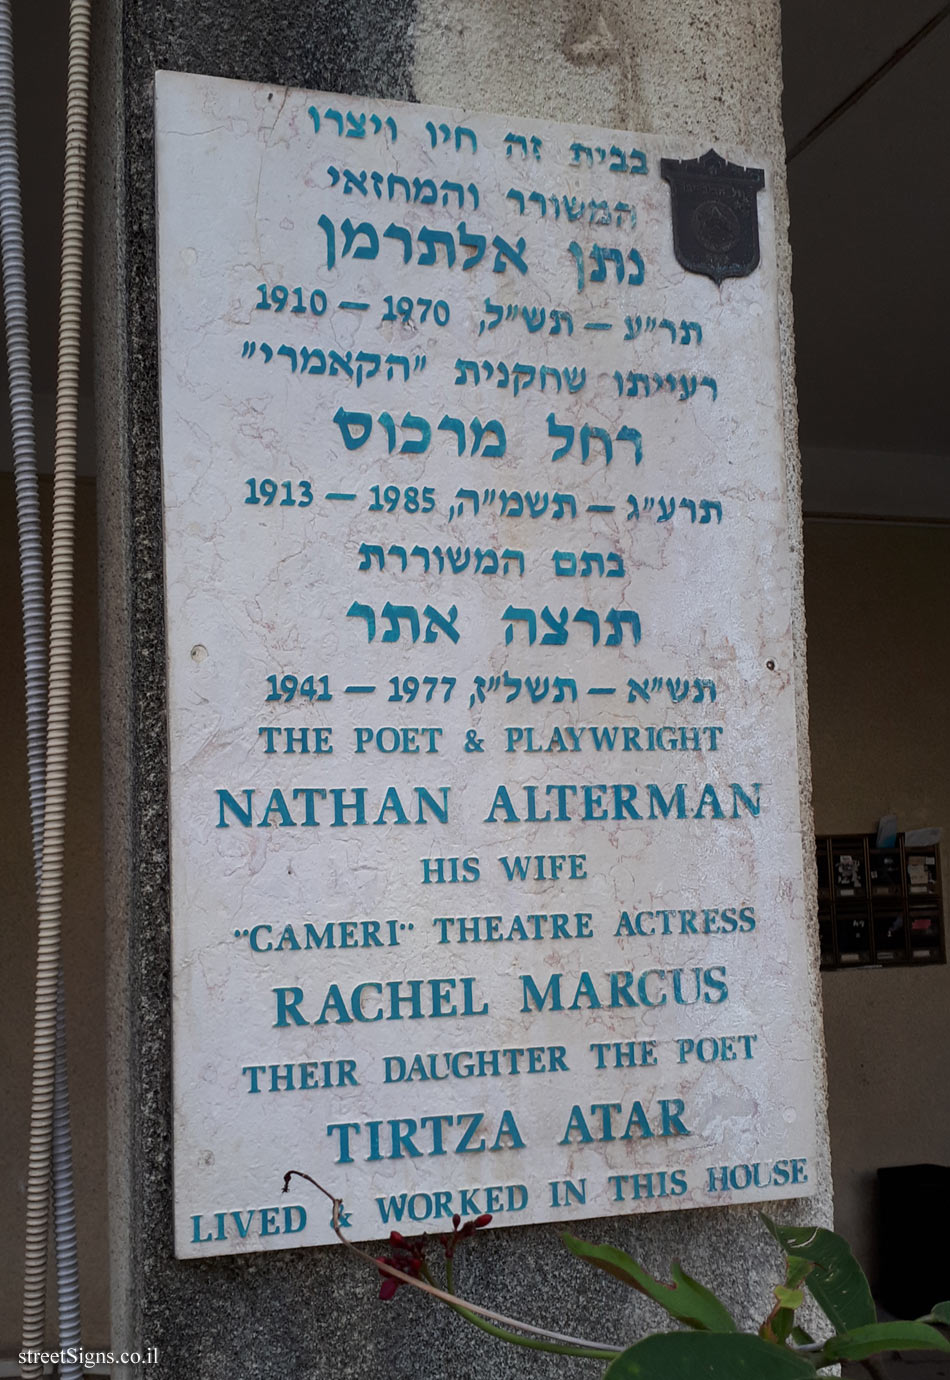 בבית זה חיו ויצרו
המשורר והמחזאי
נתן אלתרמן
תר״ע – תש״ל, 1970 – 1910
רעייתו שחקנית ״הקאמרי״
רחל מרכוס
תרע״ג – תשמ״ה, 1985 – 1913
בתם המשוררת
תרצה אתר
תש״א – תשל״ז, 1977 – 1941
THE POET & PLAYWRIGHT
NATHAN ALTERMAN
HIS WIFE
"CAMERI" THEATRE ACTRESS
RACHEL MARCUS
THEIR DAUGHTER THE POET
TIRTZA ATAR
LIVED & WORKED IN THIS HOUSE
streetSigns.co.il